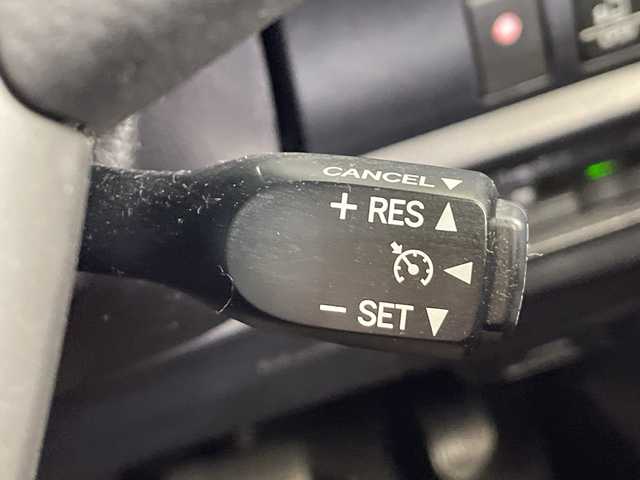 CANCEL ▼
+ RES ▲
◀
− SET ▼